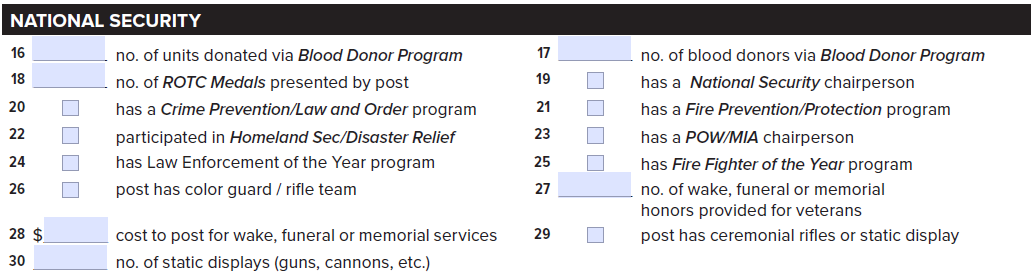 NATIONAL SECURITY
16 no. of units donated via Blood Donor Program
17 no. of blood donors via Blood Donor Program
18 no. of ROTC Medals presented by post
19 has a National Security chairperson
20 has a Crime Prevention/Law and Order program
21 has a Fire Prevention/Protection program
22 participated in Homeland Sec/Disaster Relief
23 has a POW/MIA chairperson
24 has Law Enforcement of the Year program
25 has Fire Fighter of the Year program
26 post has color guard / rifle team
27 no. of wake, funeral or memorial
honors provided for veterans
28 $ cost to post for wake, funeral or memorial services
29 post has ceremonial rifles or static display
30 no. of static displays (guns, cannons, etc.)